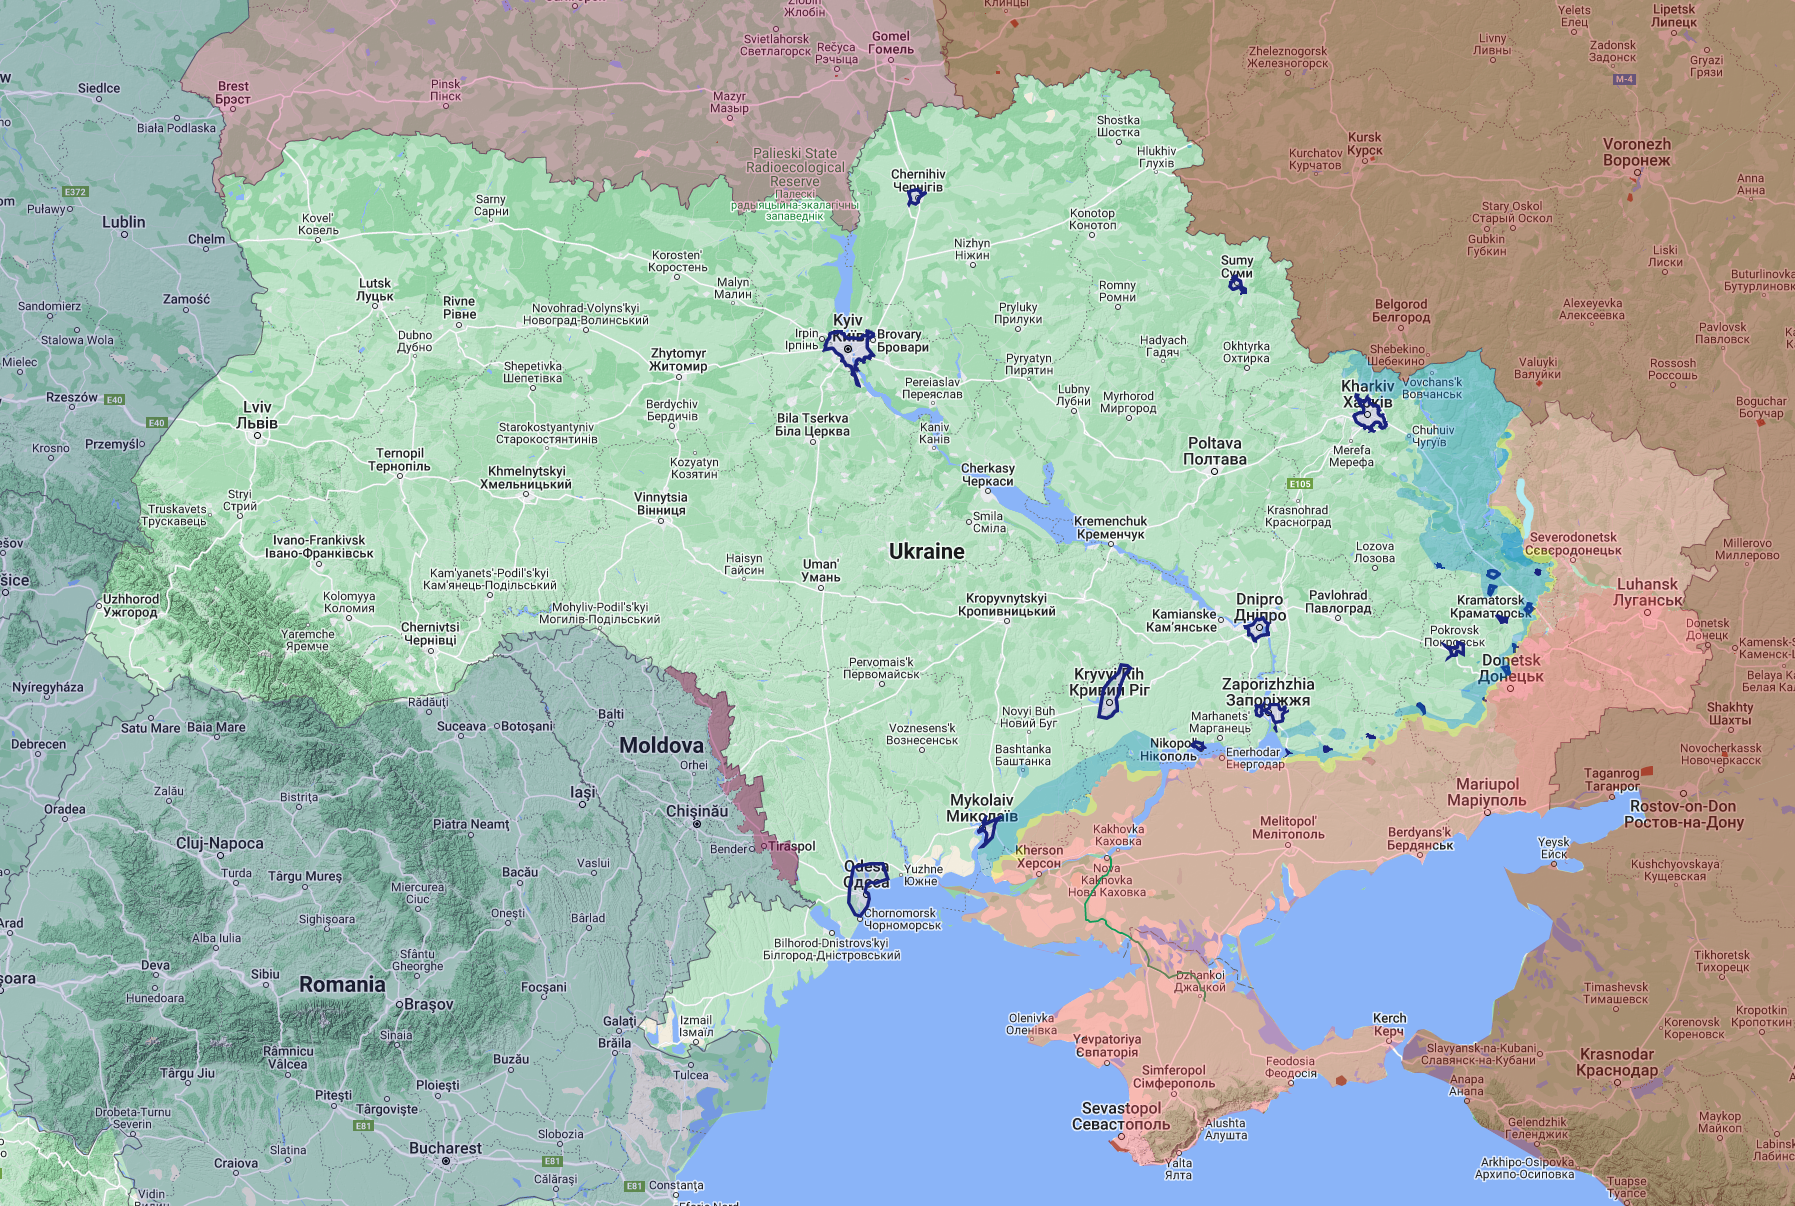 Clintsy
Клинцы
Zlobin
Жлобін
Svietlahorsk
Светлагорск
Rečyca
Рэчыца
Gomel
Гомель
Yelets
Елец
Lipetsk
Липецк
Livny
Ливны
Zadonsk
Задонск
Gryazi
Грязи
M-4
Zheleznogorsk
Железногорск
Siedlce
Brest
Брэст
Pinsk
Пінск
Mazyr
Мазыр
Biała Podlaska
Shostka
Шостка
Hlukhiv
Глухів
Kursk
Курск
Kurchatov
Курчатов
Voronezh
Воронеж
Anna
Анна
Palieski State
Radioecological
Reserve
Палескі
радыяцыйна-экалагічны
запаведнік
Chernihiv
Чернігів
E372
Puławy
Lublin
Chelm
Kovel'
Ковель
Sarny
Сарни
Konotop
Конотоп
Nizhyn
Ніжин
Stary Oskol
Старый Оскол
Gubkin
Губкин
Liski
Лиски
Buturlinovka
Бутурлиновк
Korosten'
Коростень
Malyn
Малин
Sumy
Суми
Romny
Ромни
Sandomierz
Zamość
Lutsk
Луцьк
Rivne
Рівне
Novohrad-Volyns'kyi
Новоград-Волинський
Pryluky
Прилуки
Belgorod
Белгород
Alexeyevka
Алексеевка
Pavlovsk
Павловск
Stalowa Wola
Dubno
Дубно
Kyiv
Київ
Irpin
Ірпінь
Brovary
Бровари
Hadyach
Гадяч
Okhtyrka
Охтирка
Shebekino
Шебекино
Valuyki
Валуйки
Rossosh
Россошь
Mielec
Shepetivka
Шепетівка
Zhytomyr
Житомир
Pyryatyn
Пирятин
Pereiaslav
Переяслав
Lubny
Лубни
Myrhorod
Миргород
Kharkiv
Харків
Vovchans'k
Вовчанськ
Boguchar
Богучар
Rzeszów
E40
E40
Lviv
Львів
Berdychiv
Бердичів
Bila Tserkva
Біла Церква
Kaniv
Канів
Starokostyantyniv
Старокостянтинів
Chuhuiv
Чугуїв
Merefa
Мерефа
Poltava
Полтава
Krosno
Przemyśl
Ternopil
Тернопіль
Khmelnytskyi
Хмельницький
Kozyatyn
Козятин
Cherkasy
Черкаси
E105
Stryi
Стрий
Truskavets
Трускавець
Vinnytsia
Вінниця
Smila
Сміла
Kremenchuk
Кременчук
Krasnohrad
Красноград
Ivano-Frankivsk
Івано-Франківськ
Ukraine
Lozova
Лозова
Severodonetsk
Сєвєродонецьк
Millerovo
Миллерово
Haisyn
Гайсин
Uman'
Умань
Kam'yanets'-Podil's'kyi
Кам'янець-Подільський
Uzhhorod
Ужгород
Kolomyya
Коломия
Mohyliv-Podil's'kyi
Могилів-Подільський
Kropyvnytskyi
Кропивницький
Kamianske
Кам'янське
Dnipro
Дніпро
Pavlohrad
Павлоград
Kramatorsk
Краматорськ
Luhansk
Луганськ
Yaremche
Яремче
Chernivtsi
Чернівці
Pokrovsk
Покровськ
Donetsk
Донецк
Kamensk-
Каменск-
Donetsk
Донецьк
Pervomais'k
Первомайськ
Kryvyi Rih
Кривий Ріг
Zaporizhzhia
Запоріжжя
Belaya
Белая Кал
Nyíregyháza
Satu Mare
Baia Mare
Rădăuți
Suceava
Botoșani
Balti
Voznesens'k
Вознесенськ
Novyi Buh
Новий Буг
Marhanets'
Марганець
Shakhty
Шахты
Debrecen
Moldova
Orhei
Bashtanka
Баштанка
Nikopol
Нікополь
Enerhodar
Енергодар
Novocherkassk
Новочеркасск
Oradea
Zalău
Bistrița
Iași
Chișinău
Mykolaiv
Миколаїв
Mariupol
Маріуполь
Taganrog
Таганрог
Rostov-on-Don
Ростов-на-Дону
Cluj-Napoca
Piatra Neamț
Bender
Tiraspol
Kakhovka
Каховка
Melitopol'
Мелітополь
Berdyans'k
Бердянськ
Yeysk
Ейск
Turda
Târgu Mureș
Miercurea
Ciuc
Bacău
Vaslui
Odesa
Одеса
Yuzhne
Южне
Kherson
Херсон
Nova
Kakhovka
Нова Каховка
Kushchyovskaya
Кущевская
Arad
Sighișoara
Onești
Bârlad
Chornomorsk
Чорноморськ
Alba Iulia
Bilhorod-Dnistrovs'kyi
Білгород-Дністровський
Deva
Sibiu
Sfântu
Gheorghe
Hunedoara
Romania
Brașov
Focșani
Dzhankoi
Джанкой
Tikhoretsk
Тихорецк
Timashevsk
Тимашевск
Galați
Izmail
Ізмаїл
Olenivka
Оленівка
Kerch
Керч
Korenovsk
Кореновск
Kropotkin
Кропоткин
Sinaia
Brăila
Râmnicu
Vâlcea
Târgu Jiu
Buzău
Tulcea
Yevpatoriya
Євпаторія
Simferopol
Сімферополь
Feodosia
Феодосія
Slavyansk-na-Kubani
Славянск-на-Кубани
Krasnodar
Краснодар
Anapa
Анапа
Pitești
Ploiești
Târgoviște
Drobeta-Turnu
Severin
E81
Sevastopol
Севастополь
Alushta
Алушта
Gelendzhik
Геленджик
Maykop
Майкоп
Slatina
Bucharest
Slobozia
Craiova
E81
Călărași
E81
Constanța
Yalta
Ялта
Arkhipo-Osipovka
Архипо-Осиповка
Tuapse
Туапсе
Vidin
Видин